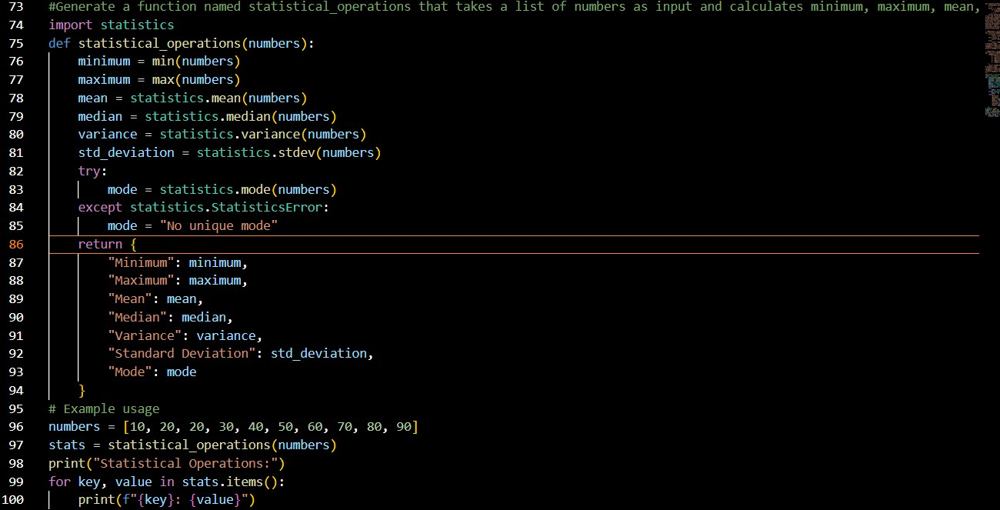 73 #Generate a function named statistical_operations that takes a list of numbers as input and calculates minimum, maximum, mean,
74 import statistics
75 def statistical_operations(numbers):
76     minimum = min(numbers)
77     maximum = max(numbers)
78     mean = statistics.mean(numbers)
79     median = statistics.median(numbers)
80     variance = statistics.variance(numbers)
81     std_deviation = statistics.stdev(numbers)
82     try:
83         mode = statistics.mode(numbers)
84     except statistics.StatisticsError:
85         mode = "No unique mode"
86     return {
87         "Minimum": minimum,
88         "Maximum": maximum,
89         "Mean": mean,
90         "Median": median,
91         "Variance": variance,
92         "Standard Deviation": std_deviation,
93         "Mode": mode
94     }
95 # Example usage
96 numbers = [10, 20, 20, 30, 40, 50, 60, 70, 80, 90]
97 stats = statistical_operations(numbers)
98 print("Statistical Operations:")
99 for key, value in stats.items():
100     print(f"{key}: {value}")